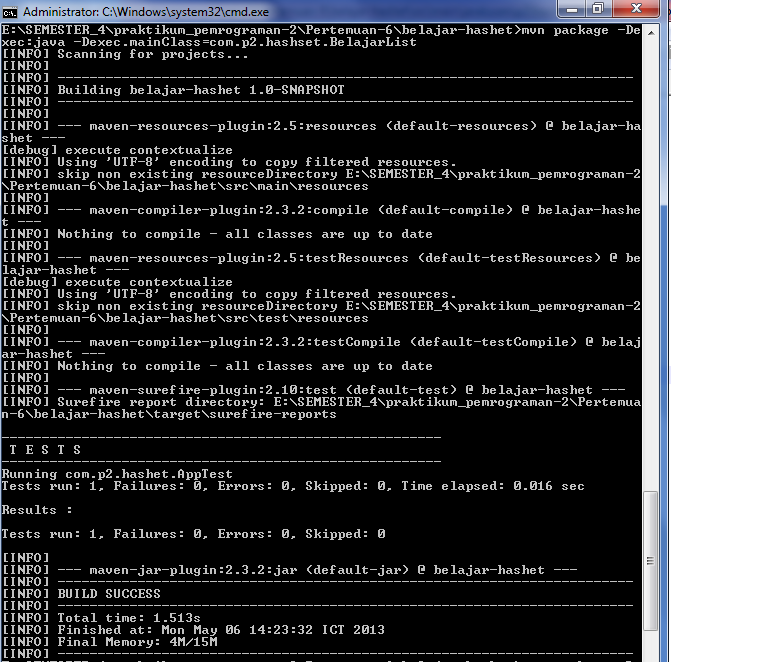 Administrator: C:\Windows\system32\cmd.exe
E:\SEMESTER_4\praktikum_pemrograman-2\Pertemuan-6\belajar-hashet>mvn package -De
xec:java -Dexec.mainClass=com.p2.hashset.BelajarList
[INFO] Scanning for projects...
[INFO]
[INFO] ------------------------------------------------------------------------
[INFO] Building belajar-hashet 1.0-SNAPSHOT
[INFO] ------------------------------------------------------------------------
[INFO]
[INFO] --- maven-resources-plugin:2.5:resources (default-resources) @ belajar-ha
shet ---
[debug] execute contextualize
[INFO] Using 'UTF-8' encoding to copy filtered resources.
[INFO] skip non existing resourceDirectory E:\SEMESTER_4\praktikum_pemrograman-2
\Pertemuan-6\belajar-hashet\src\main\resources
[INFO]
[INFO] --- maven-compiler-plugin:2.3.2:compile (default-compile) @ belajar-hashe
t ---
[INFO] Nothing to compile - all classes are up to date
[INFO]
[INFO] --- maven-resources-plugin:2.5:testResources (default-testResources) @ be
lajar-hashet ---
[debug] execute contextualize
[INFO] Using 'UTF-8' encoding to copy filtered resources.
[INFO] skip non existing resourceDirectory E:\SEMESTER_4\praktikum_pemrograman-2
\Pertemuan-6\belajar-hashet\src\test\resources
[INFO]
[INFO] --- maven-compiler-plugin:2.3.2:testCompile (default-testCompile) @ belaj
ar-hashet ---
[INFO] Nothing to compile - all classes are up to date
[INFO]
[INFO] --- maven-surefire-plugin:2.10:test (default-test) @ belajar-hashet ---
[INFO] Surefire report directory: E:\SEMESTER_4\praktikum_pemrograman-2\Pertemua
n-6\belajar-hashet\target\surefire-reports
-------------------------------------------------------
T E S T S
-------------------------------------------------------
Running com.p2.hashet.AppTest
Tests run: 1, Failures: 0, Errors: 0, Skipped: 0, Time elapsed: 0.016 sec
Results :
Tests run: 1, Failures: 0, Errors: 0, Skipped: 0
[INFO]
[INFO] --- maven-jar-plugin:2.3.2:jar (default-jar) @ belajar-hashet ---
[INFO] ------------------------------------------------------------------------
[INFO] BUILD SUCCESS
[INFO] ------------------------------------------------------------------------
[INFO] Total time: 1.513s
[INFO] Finished at: Mon May 06 14:23:32 ICT 2013
[INFO] Final Memory: 4M/15M
[INFO] ------------------------------------------------------------------------